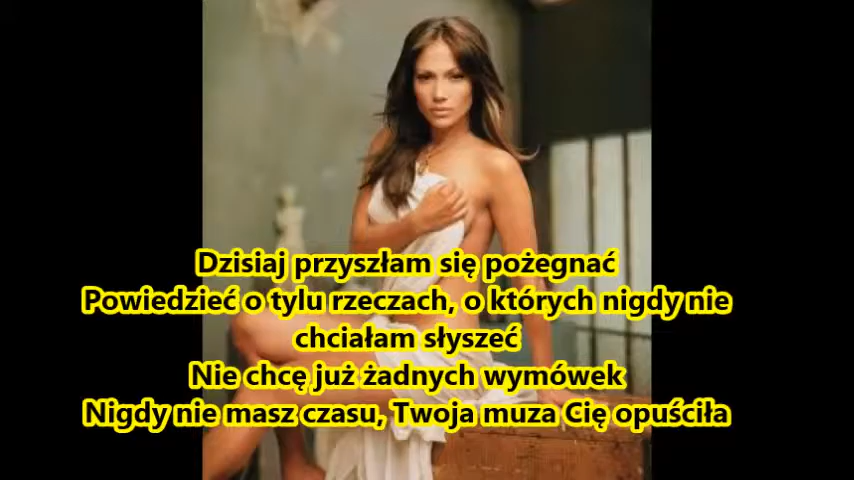 Dzisiaj przyszłam się pożegnać
Powiedzieć o tylu rzeczach, o których nigdy nie
chciałam słyszeć
Nie chcę już żadnych wymówek
Nigdy nie masz czasu, Twoja muza Cię opuściła